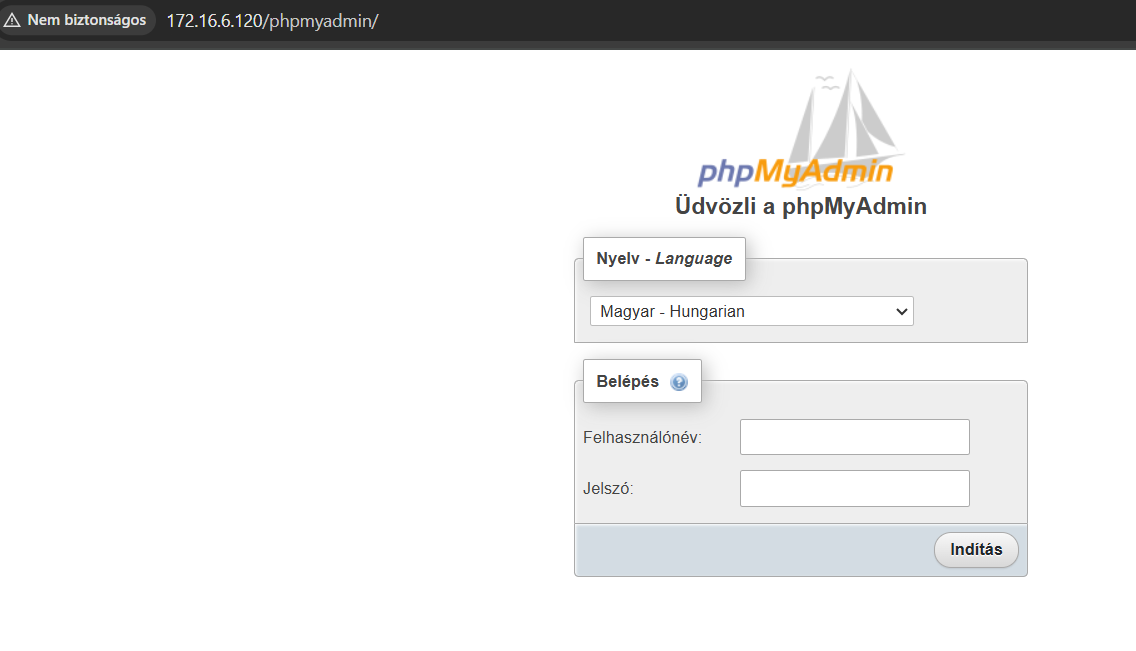 Nem biztonságos 172.16.6.120/phpmyadmin/
phpMyAdmin
Üdvözli a phpMyAdmin
Nyelv - Language
Magyar - Hungarian
Belépés ?
Felhasználónév:
Jelszó:
Indítás